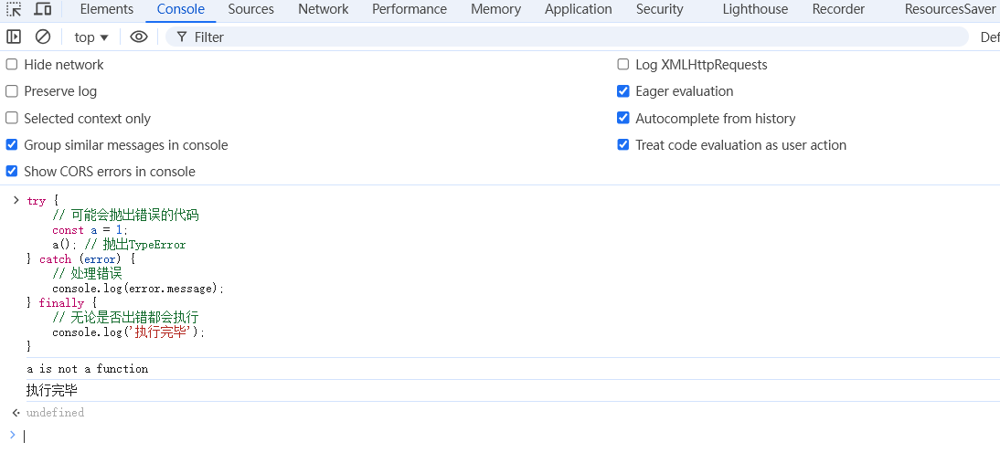 Elements Console Sources Network Performance Memory Application Security Lighthouse Recorder ResourcesSaver
top Filter Def
Hide network Log XMLHttpRequests
Preserve log Eager evaluation
Selected context only Autocomplete from history
Group similar messages in console Treat code evaluation as user action
Show CORS errors in console
try {
    // 可能会抛出错误的代码
    const a = 1;
    a(); // 抛出TypeError
} catch (error) {
    // 处理错误
    console.log(error.message);
} finally {
    // 无论是否出错都会执行
    console.log('执行完毕');
}
a is not a function
执行完毕
undefined